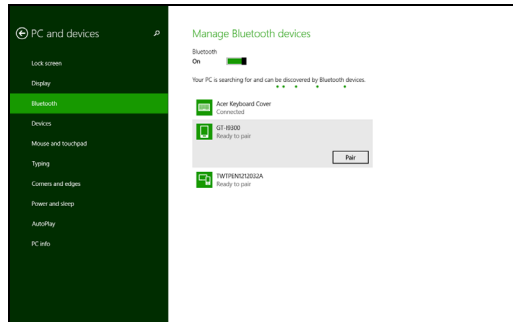 PC and devices
Lock screen
Display
Bluetooth
Devices
Mouse and touchpad
Typing
Corners and edges
Power and sleep
AutoPlay
PC info
Manage Bluetooth devices
Bluetooth
On
Your PC is searching for and can be discovered by Bluetooth devices.
Acer Keyboard Cover
Connected
GT-I9300
Ready to pair
Pair
TWTPEN1212032A
Ready to pair